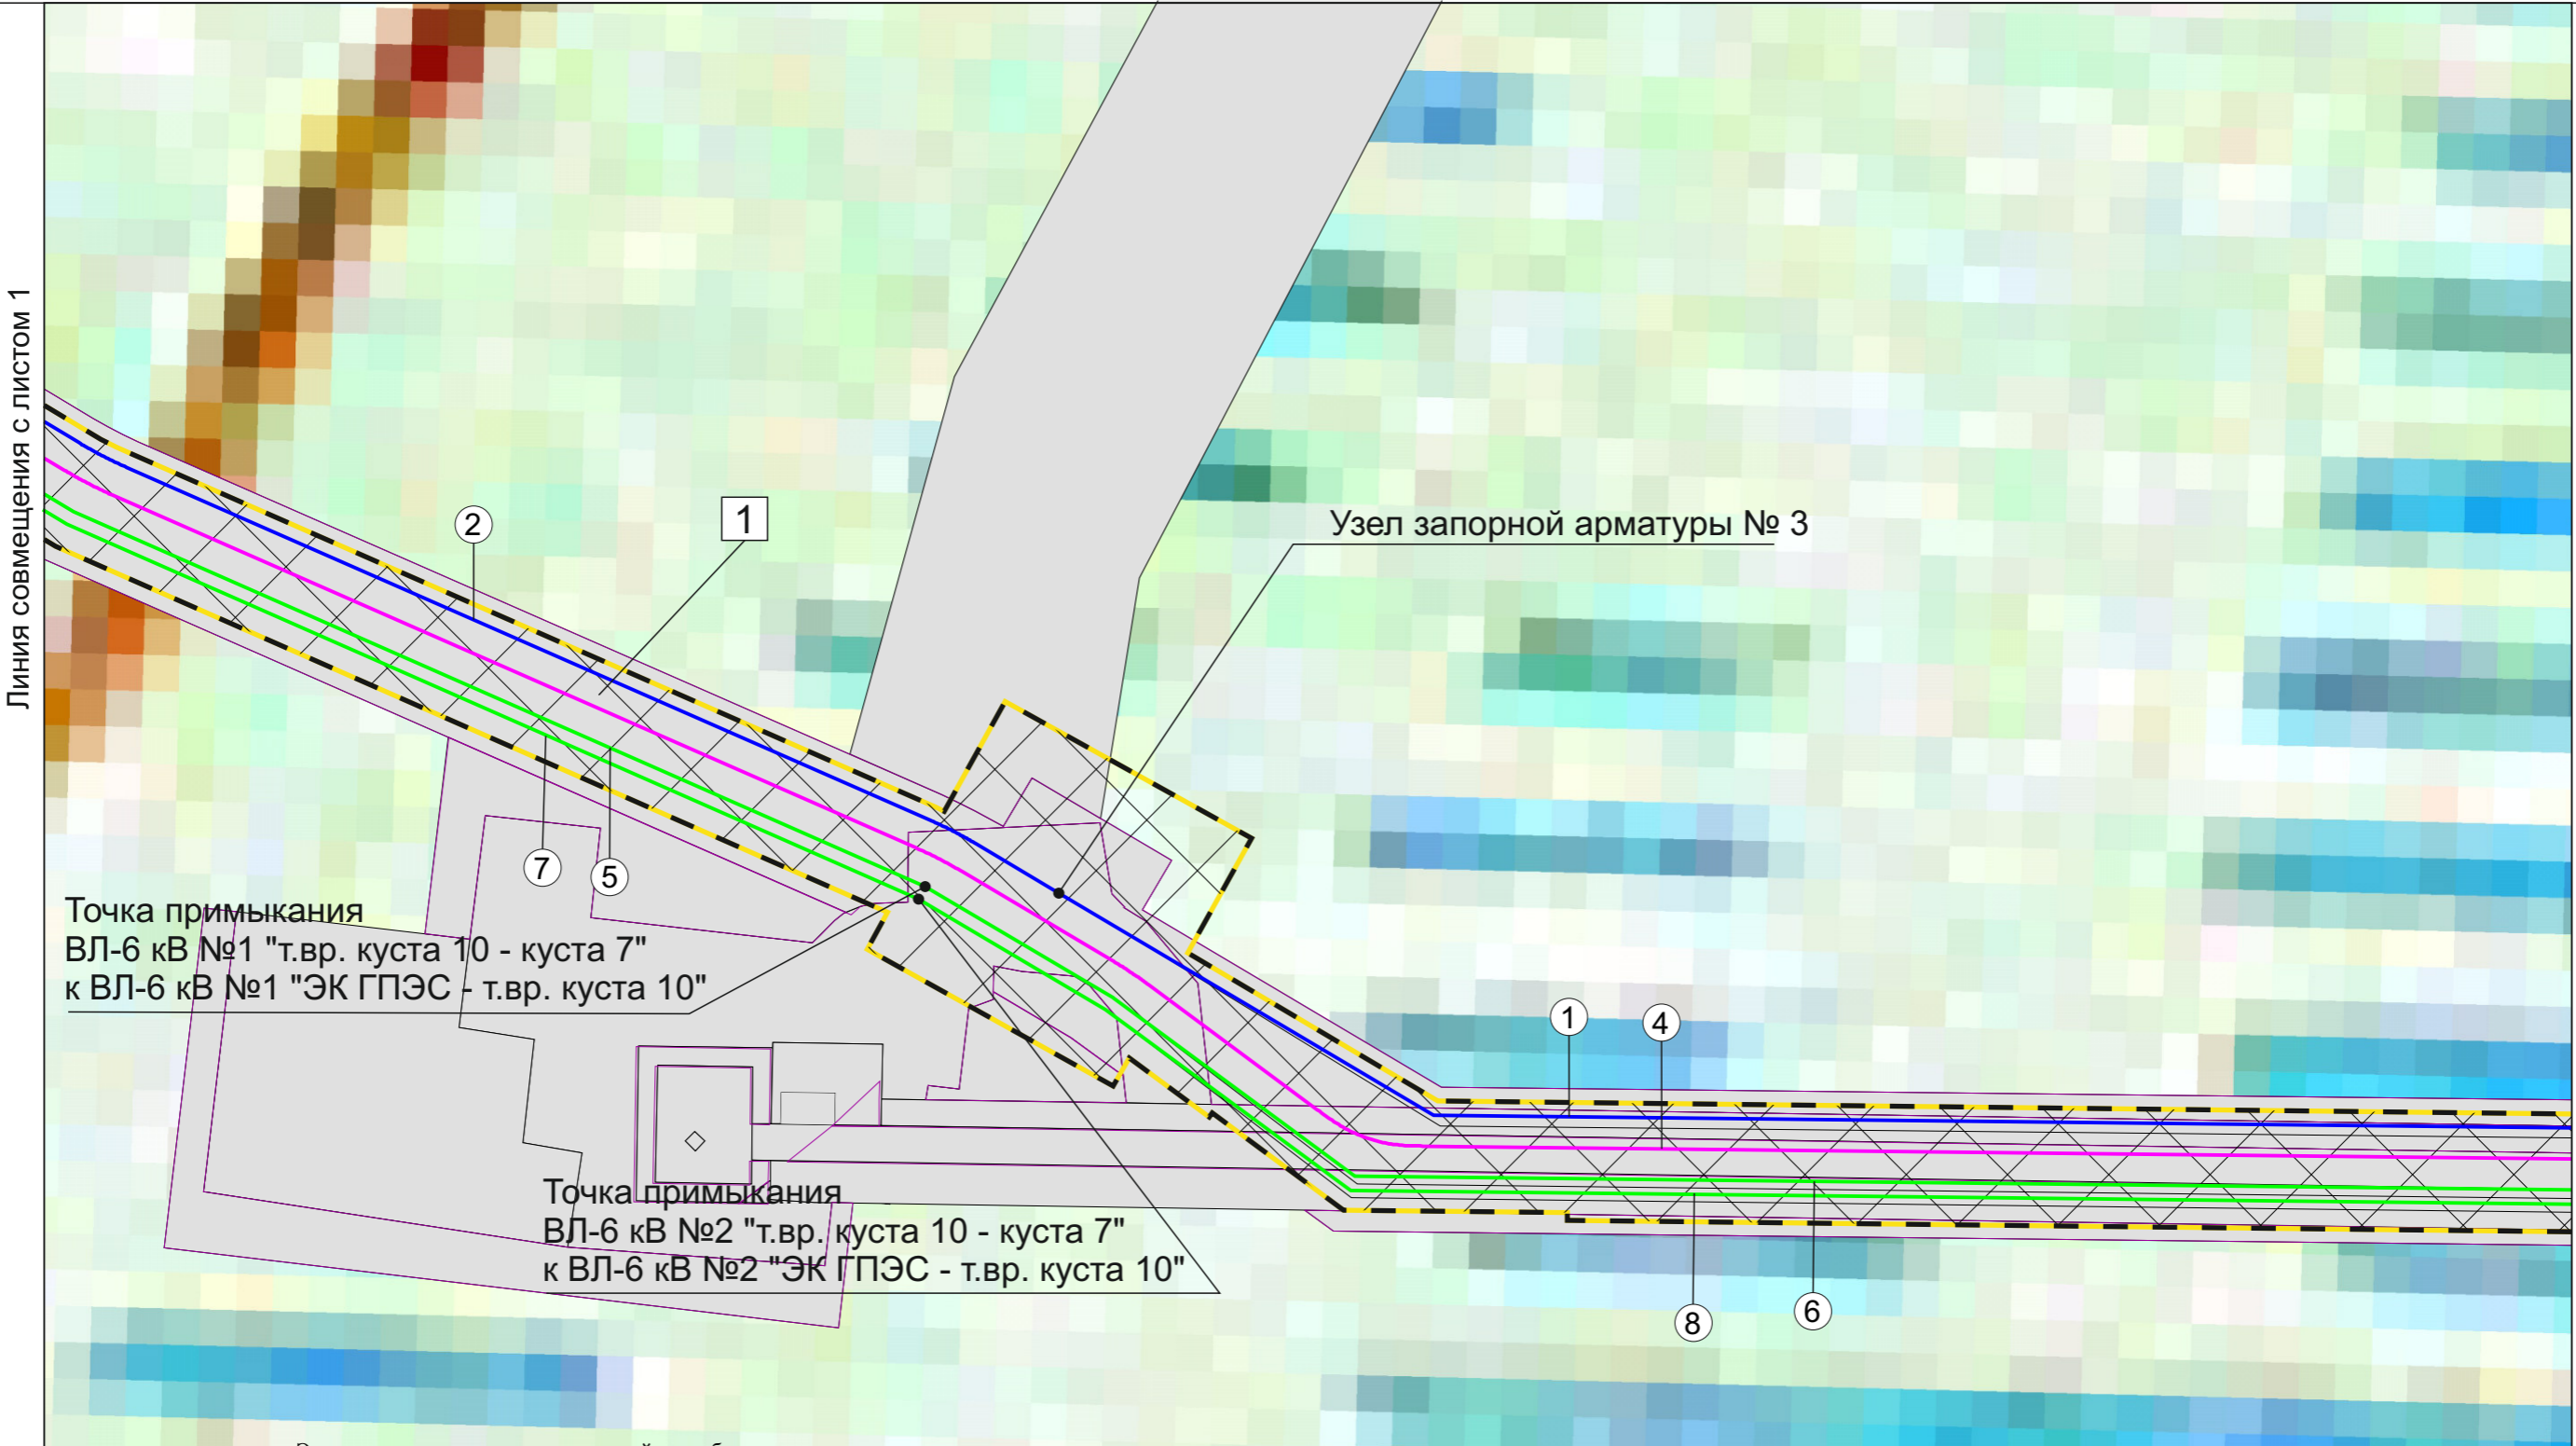 Линия совмещения с листом 1
2
1
Узел запорной арматуры № 3
7
5
Точка примыкания
ВЛ-6 кВ №1 "т.вр. куста 10 - куста 7"
к ВЛ-6 кВ №1 "ЭК ГПЭС - т.вр. куста 10"
1
4
Точка примыкания
ВЛ-6 кВ №2 "т.вр. куста 10 - куста 7"
к ВЛ-6 кВ №2 "ЭК ГПЭС - т.вр. куста 10"
8
6